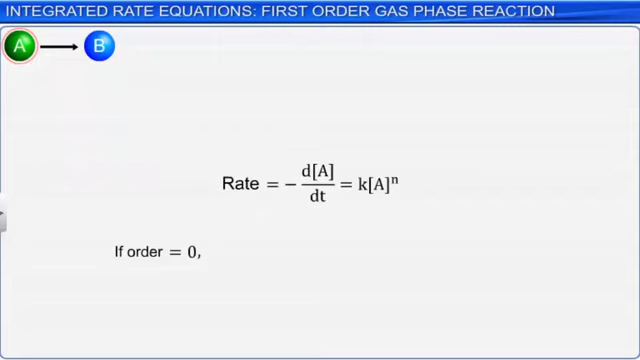 INTEGRATED RATE EQUATIONS: FIRST ORDER GAS PHASE REACTION
A → B
Rate = − d[A]/dt = k[A]ⁿ
If order = 0,